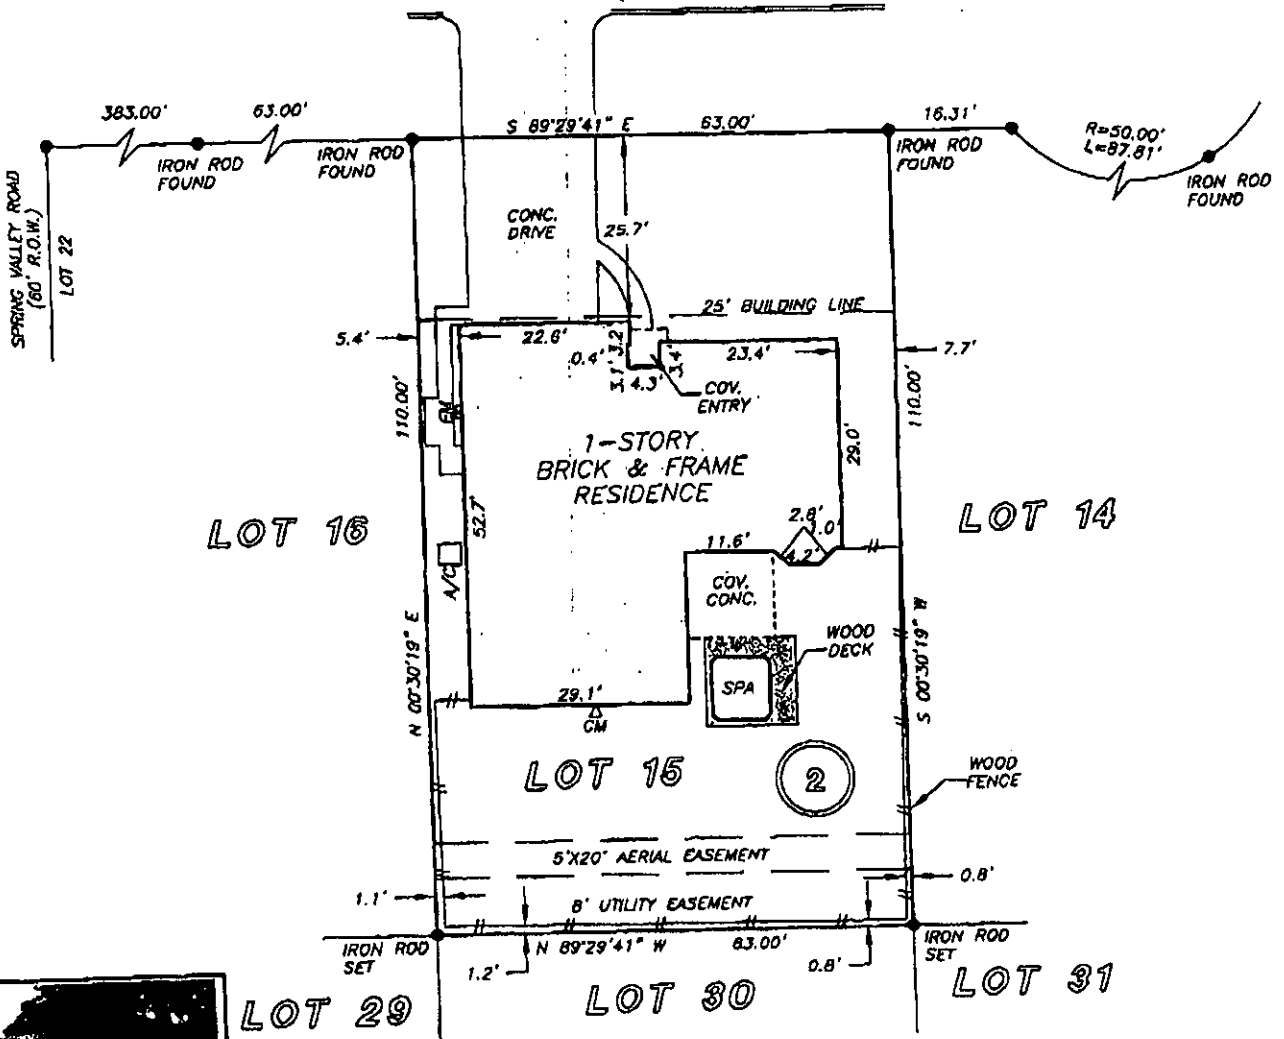 383.00'
63.00'
S 89°29'41" E
63.00'
16.31'
R=50.00'
L=87.81'
IRON ROD
FOUND
IRON ROD
FOUND
IRON ROD
FOUND
IRON ROD
FOUND
SPRING VALLEY ROAD
(60' R.O.W.)
LOT 22
CONC.
DRIVE
25.7'
25' BUILDING LINE
5.4'
22.6'
0.4'
3.2'
3.1'
4.3'
3.4'
23.4'
7.7'
COV.
ENTRY
110.00'
110.00'
1-STORY
BRICK & FRAME
RESIDENCE
29.0'
LOT 16
LOT 14
52.7'
2.8'
1.0'
11.6'
4.2'
A/C
COV.
CONC.
N 00°30'19" E
S 00°30'19" W
WOOD
DECK
SPA
29.1'
GM
LOT 15
2
WOOD
FENCE
5'X20' AERIAL EASEMENT
1.1'
0.8'
8' UTILITY EASEMENT
IRON ROD
SET
N 89°29'41" W
63.00'
IRON ROD
SET
1.2'
0.8'
LOT 29
LOT 30
LOT 31